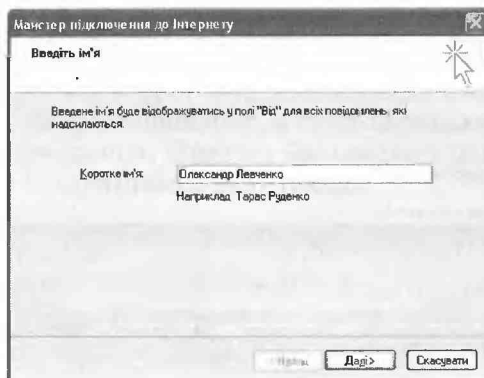 Майстер підключення до Інтернету
Введіть ім'я
Введене ім'я буде відображуватись у полі "Від" для всіх повідомлень, які
надсилаються.
Коротке ім'я: Олександр Левченко
Наприклад: Тарас Руденко
Далі > Скасувати